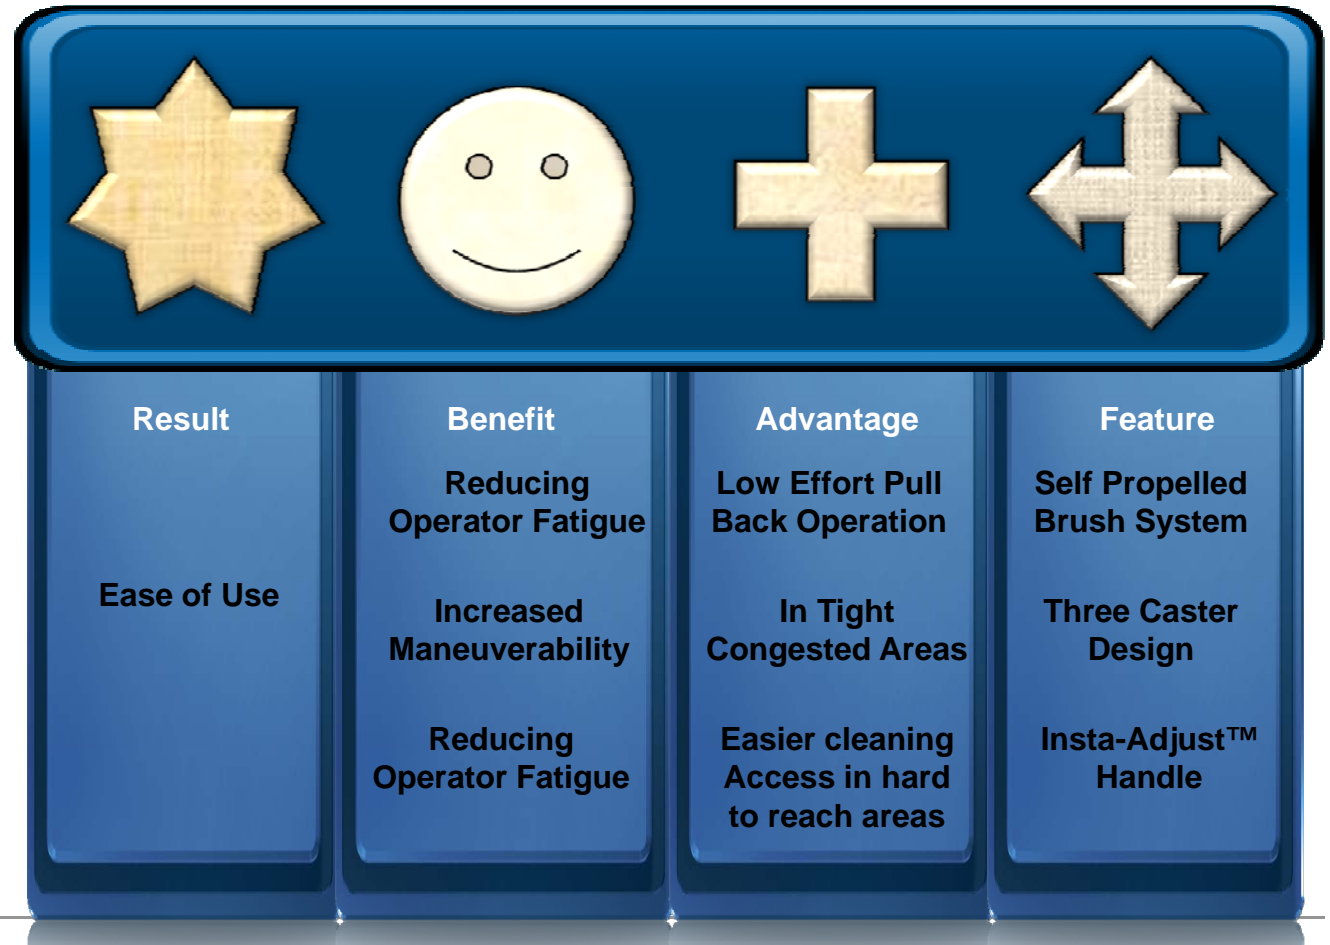 Result
Ease of Use
Benefit
Reducing
Operator Fatigue
Increased
Maneuverability
Reducing
Operator Fatigue
Advantage
Low Effort Pull
Back Operation
In Tight
Congested Areas
Easier cleaning
Access in hard
to reach areas
Feature
Self Propelled
Brush System
Three Caster
Design
Insta-Adjust™
Handle